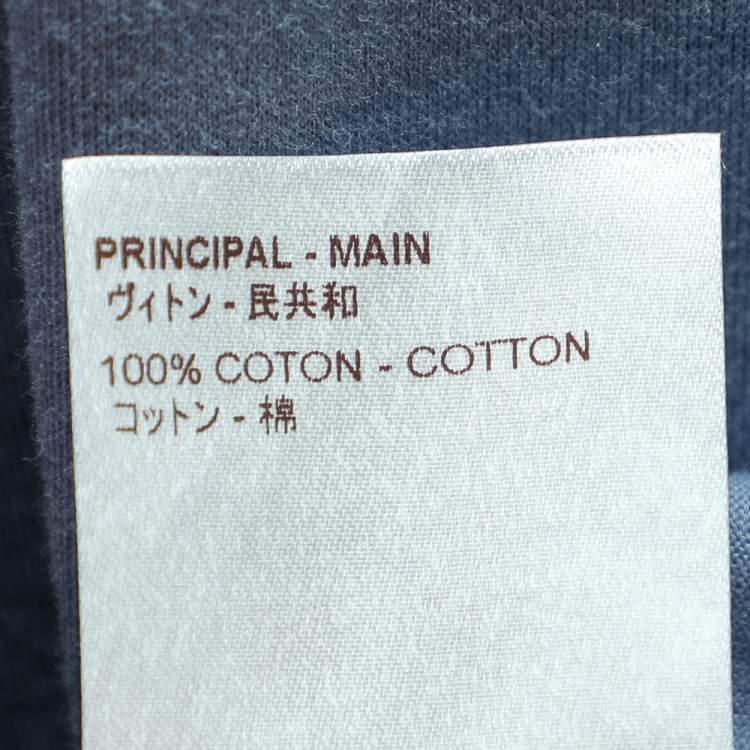 PRINCIPAL - MAIN
ヴィトン - 民共和
100% COTON - COTTON
コットン - 棉